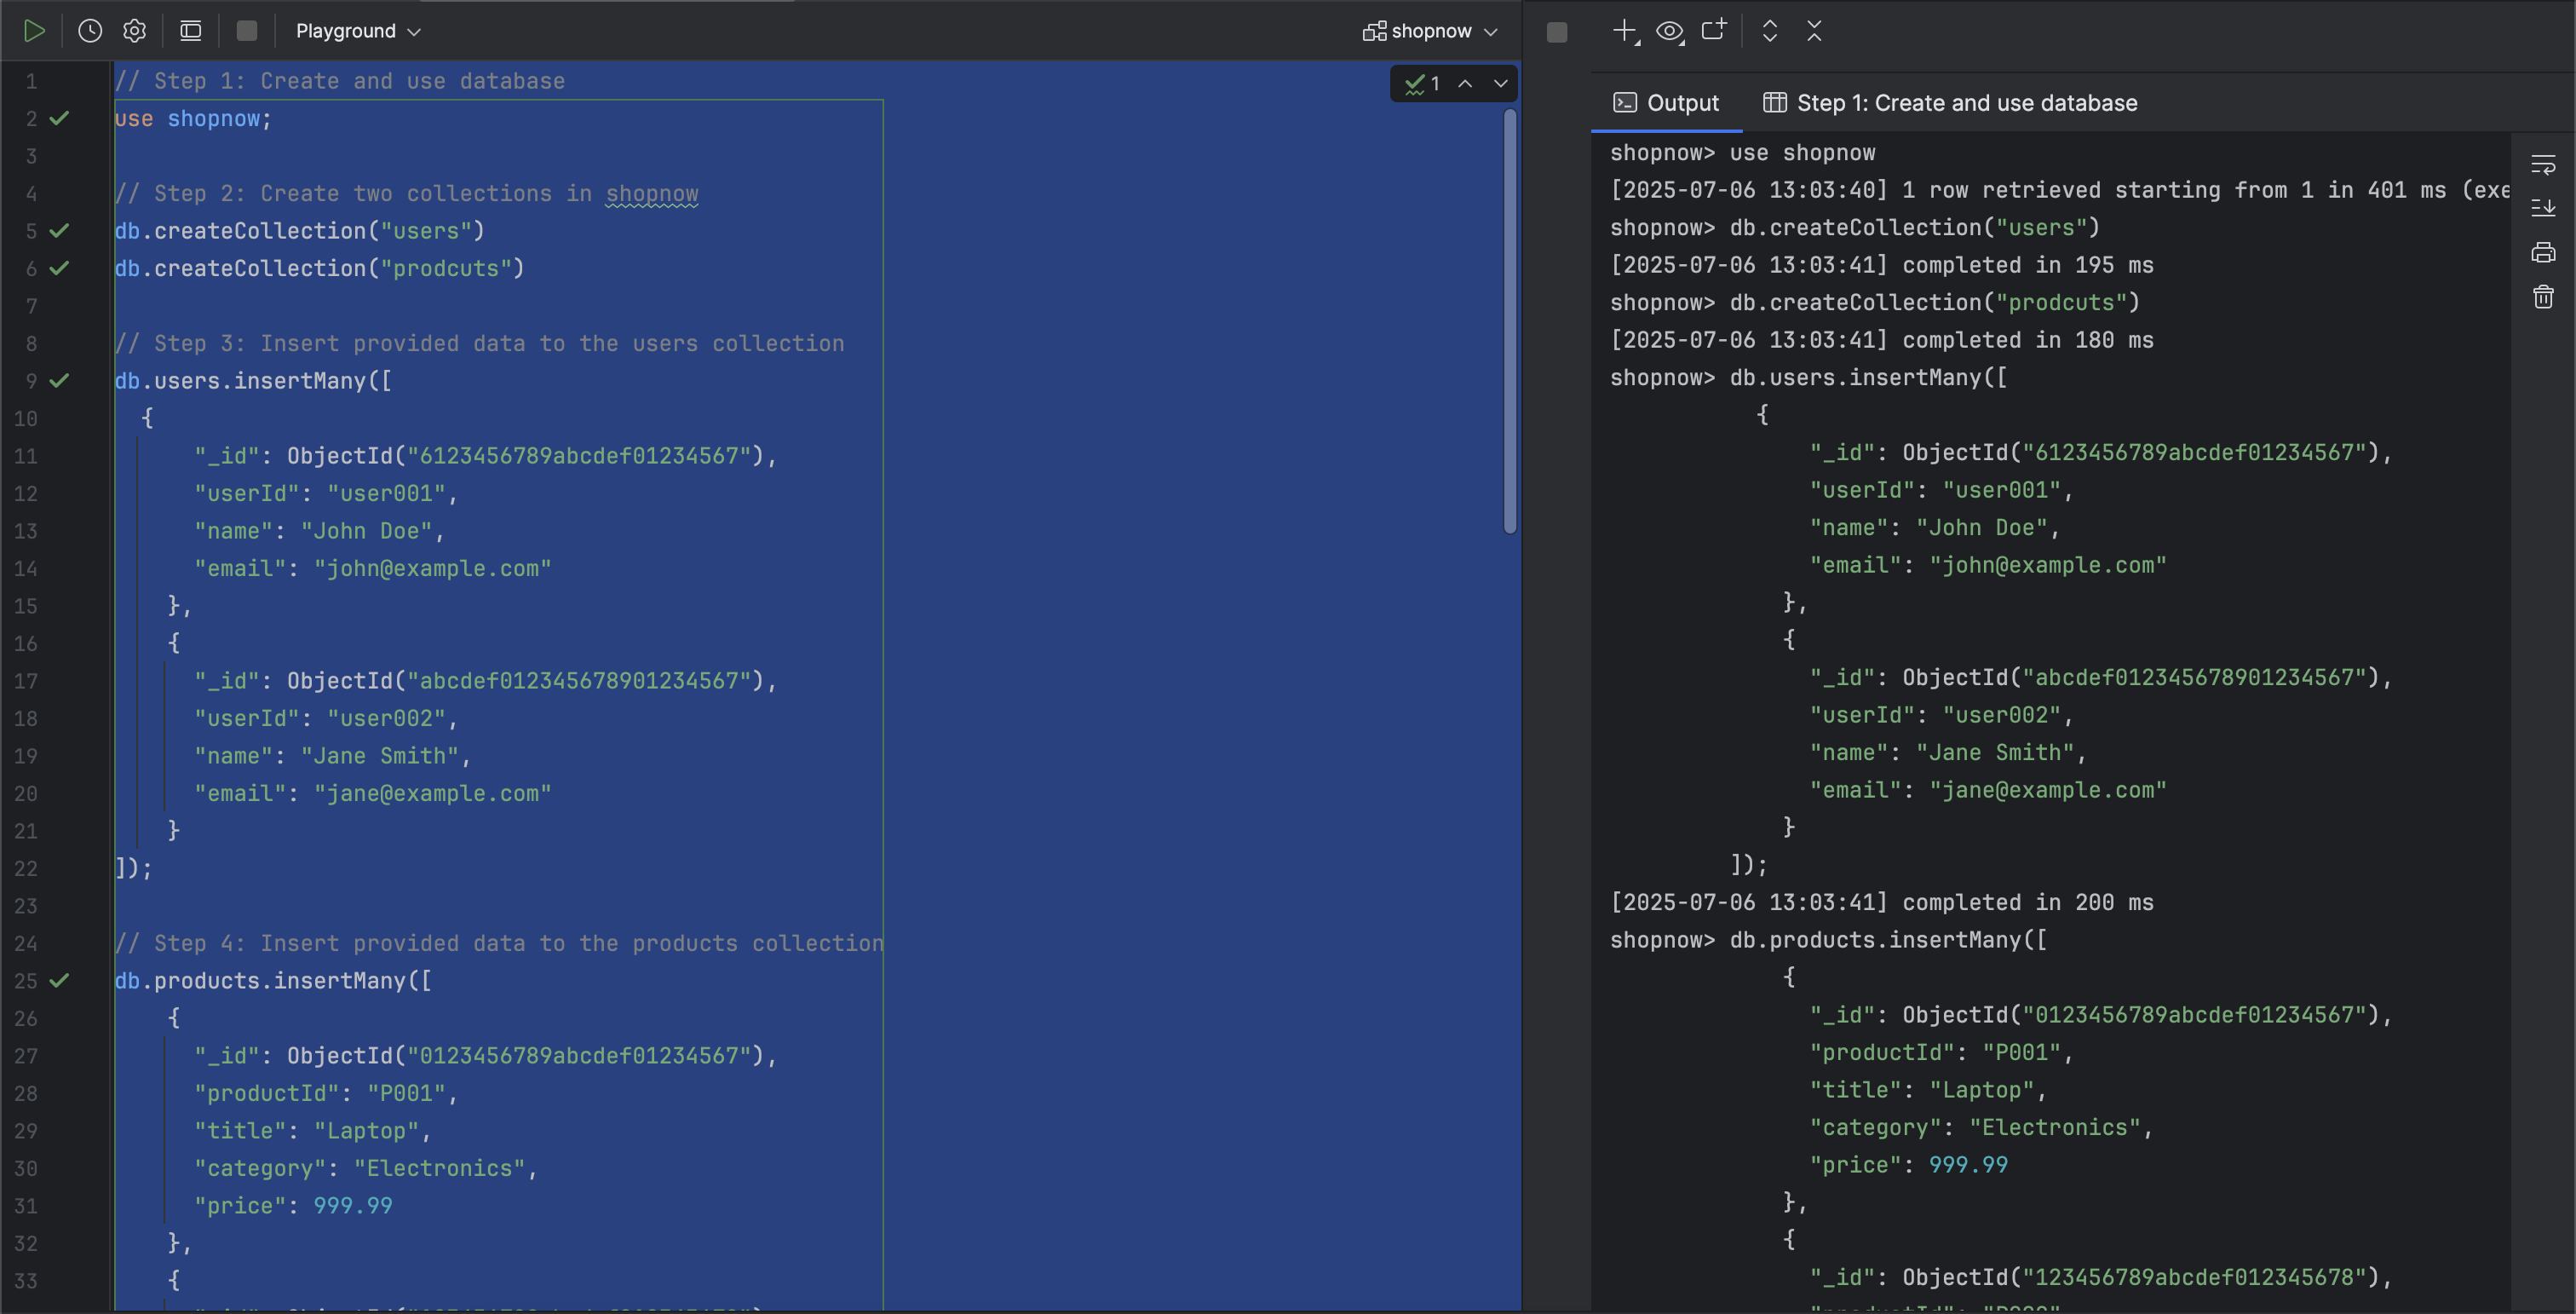 Playground
shopnow
1
1 // Step 1: Create and use database
2 use shopnow;
3
4 // Step 2: Create two collections in shopnow
5 db.createCollection("users")
6 db.createCollection("prodcuts")
7
8 // Step 3: Insert provided data to the users collection
9 db.users.insertMany([
10 {
11 "_id": ObjectId("6123456789abcdef01234567"),
12 "userId": "user001",
13 "name": "John Doe",
14 "email": "john@example.com"
15 },
16 {
17 "_id": ObjectId("abcdef012345678901234567"),
18 "userId": "user002",
19 "name": "Jane Smith",
20 "email": "jane@example.com"
21 }
22 ]);
23
24 // Step 4: Insert provided data to the products collection
25 db.products.insertMany([
26 {
27 "_id": ObjectId("0123456789abcdef01234567"),
28 "productId": "P001",
29 "title": "Laptop",
30 "category": "Electronics",
31 "price": 999.99
32 },
33 {
Output
Step 1: Create and use database
shopnow> use shopnow
[2025-07-06 13:03:40] 1 row retrieved starting from 1 in 401 ms (exe
shopnow> db.createCollection("users")
[2025-07-06 13:03:41] completed in 195 ms
shopnow> db.createCollection("prodcuts")
[2025-07-06 13:03:41] completed in 180 ms
shopnow> db.users.insertMany([
{
"_id": ObjectId("6123456789abcdef01234567"),
"userId": "user001",
"name": "John Doe",
"email": "john@example.com"
},
{
"_id": ObjectId("abcdef012345678901234567"),
"userId": "user002",
"name": "Jane Smith",
"email": "jane@example.com"
}
]);
[2025-07-06 13:03:41] completed in 200 ms
shopnow> db.products.insertMany([
{
"_id": ObjectId("0123456789abcdef01234567"),
"productId": "P001",
"title": "Laptop",
"category": "Electronics",
"price": 999.99
},
{
"_id": ObjectId("123456789abcdef012345678"),